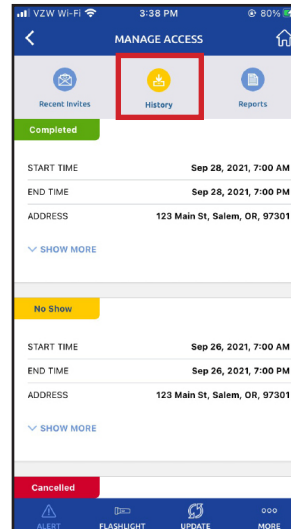 VZW Wi-Fi 3:38 PM 80%
MANAGE ACCESS
Recent Invites History Reports
Completed
START TIME Sep 28, 2021, 7:00 AM
END TIME Sep 28, 2021, 7:00 PM
ADDRESS 123 Main St, Salem, OR, 97301
SHOW MORE
No Show
START TIME Sep 26, 2021, 7:00 AM
END TIME Sep 26, 2021, 7:00 PM
ADDRESS 123 Main St, Salem, OR, 97301
SHOW MORE
Cancelled
ALERT FLASHLIGHT UPDATE MORE